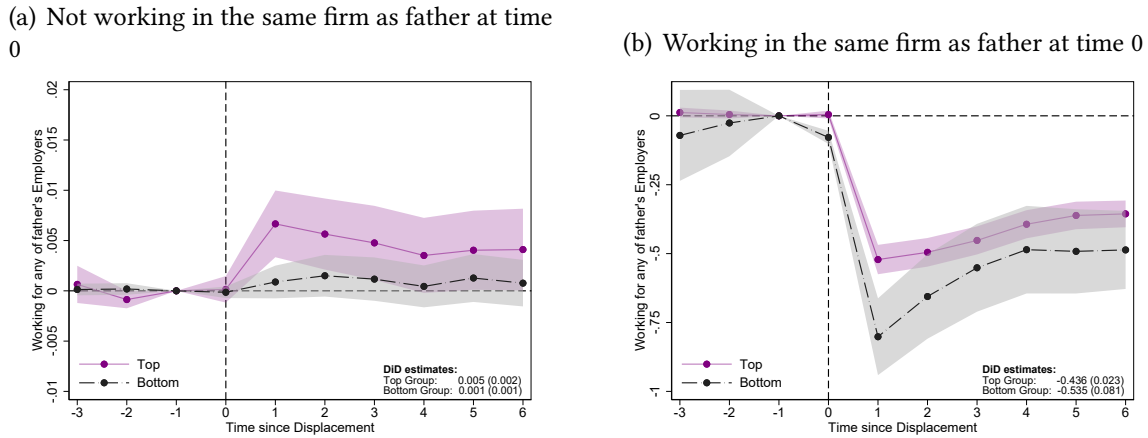 (a) Not working in the same firm as father at time
0
Working for any of father's Employers
.02
.015
.01
.005
0
-.005
-.01
Top
Bottom
DiD estimates:
Top Group: 0.005 (0.002)
Bottom Group: 0.001 (0.001)
-3 -2 -1 0 1 2 3 4 5 6
Time since Displacement
(b) Working in the same firm as father at time 0
Working for any of father's Employers
0
-.25
-.5
-.75
-1
Top
Bottom
DiD estimates:
Top Group: -0.436 (0.023)
Bottom Group: -0.535 (0.081)
-3 -2 -1 0 1 2 3 4 5 6
Time since Displacement